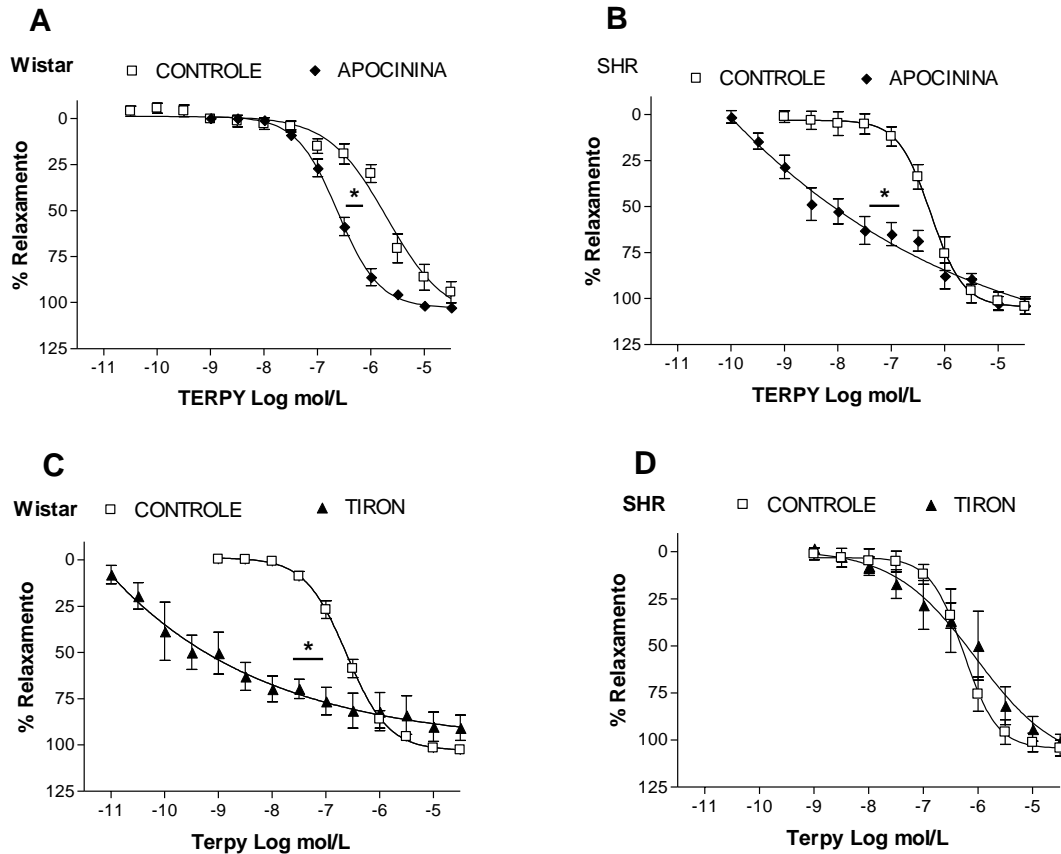 A
Wistar
CONTROLE APOCININA
0
25
50
75
100
125
% Relaxamento
*
-11 -10 -9 -8 -7 -6 -5
TERPY Log mol/L
B
SHR
CONTROLE APOCININA
0
25
50
75
100
125
% Relaxamento
*
-11 -10 -9 -8 -7 -6 -5
TERPY Log mol/L
C
Wistar
CONTROLE TIRON
0
25
50
75
100
125
% Relaxamento
*
-11 -10 -9 -8 -7 -6 -5
Terpy Log mol/L
D
SHR
CONTROLE TIRON
0
25
50
75
100
125
% Relaxamento
-11 -10 -9 -8 -7 -6 -5
Terpy Log mol/L